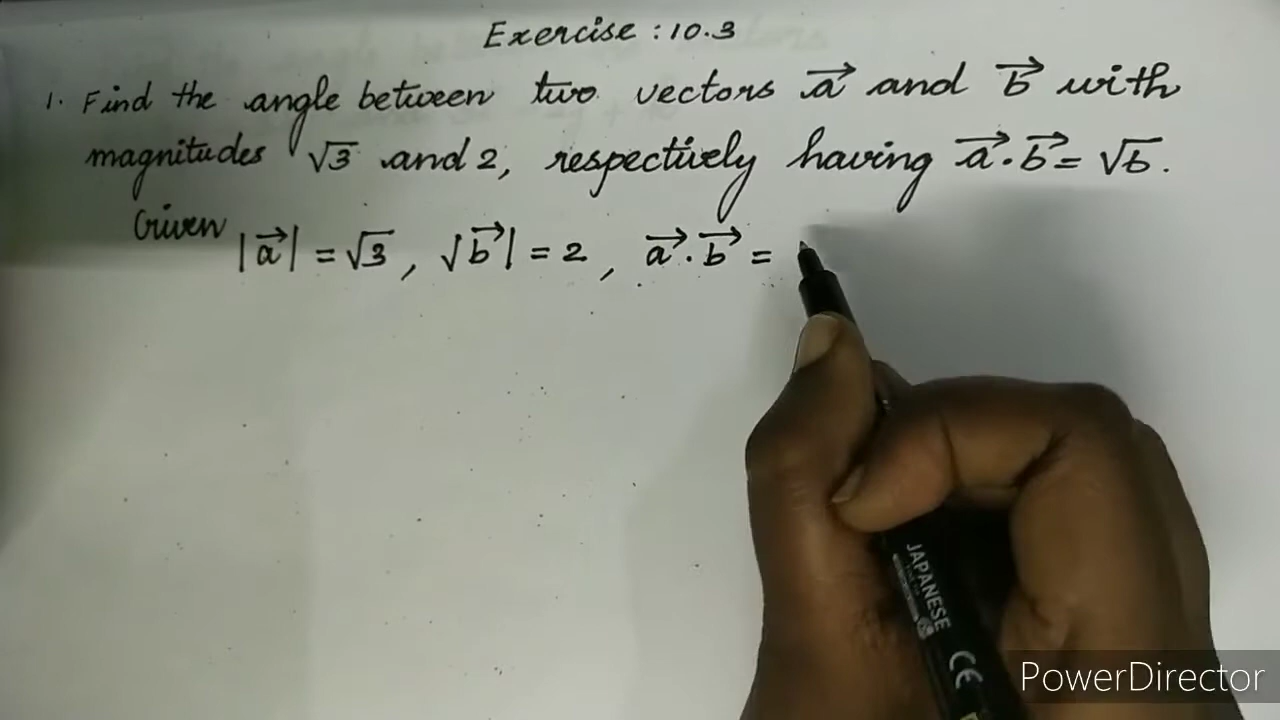 Exercise : 10.3
1. Find the angle between two vectors a⃗ and b⃗ with
magnitudes √3 and 2, respectively having a⃗ . b⃗ = √6.
Given |a⃗| = √3, |b⃗| = 2, a⃗ . b⃗ =
JAPANESE
CE
PowerDirector